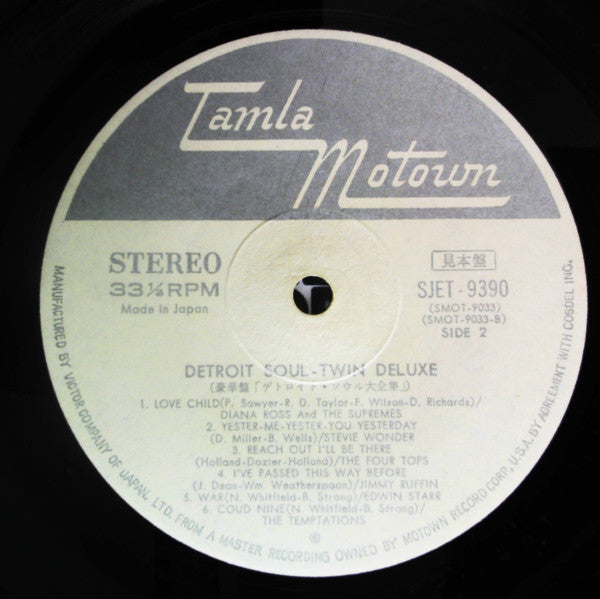 Tamla
Motown
STEREO
33⅓RPM
Made in Japan
見本盤
SJET-9390
(SMOT-9033)
(SMOT-9033-B)
SIDE 2
DETROIT SOUL-TWIN DELUXE
(豪華盤「デトロイト・ソウル大全集」)
1. LOVE CHILD(P. Sawyer-R. D. Taylor-F. Wilson-D. Richards)/
DIANA ROSS And THE SUPREMES
2. YESTER-ME-YESTER-YOU YESTERDAY
(D. Miller-B. Wells)/STEVIE WONDER
3. REACH OUT I'LL BE THERE
(Holland-Dozier-Holland)/THE FOUR TOPS
4. I'VE PASSED THIS WAY BEFORE
(J. Dean-Wm. Weatherspoon)/JIMMY RUFFIN
5. WAR(N. Whitfield-B. Strong)/EDWIN STARR
6. COUD NINE(N. Whitfield-B. Strong)/
THE TEMPTATIONS
MANUFACTURED BY VICTOR COMPANY OF JAPAN, LTD. FROM A MASTER RECORDING OWNED BY MOTOWN RECORD CORP., U.S.A. BY AGREEMENT WITH COSDEL INC.